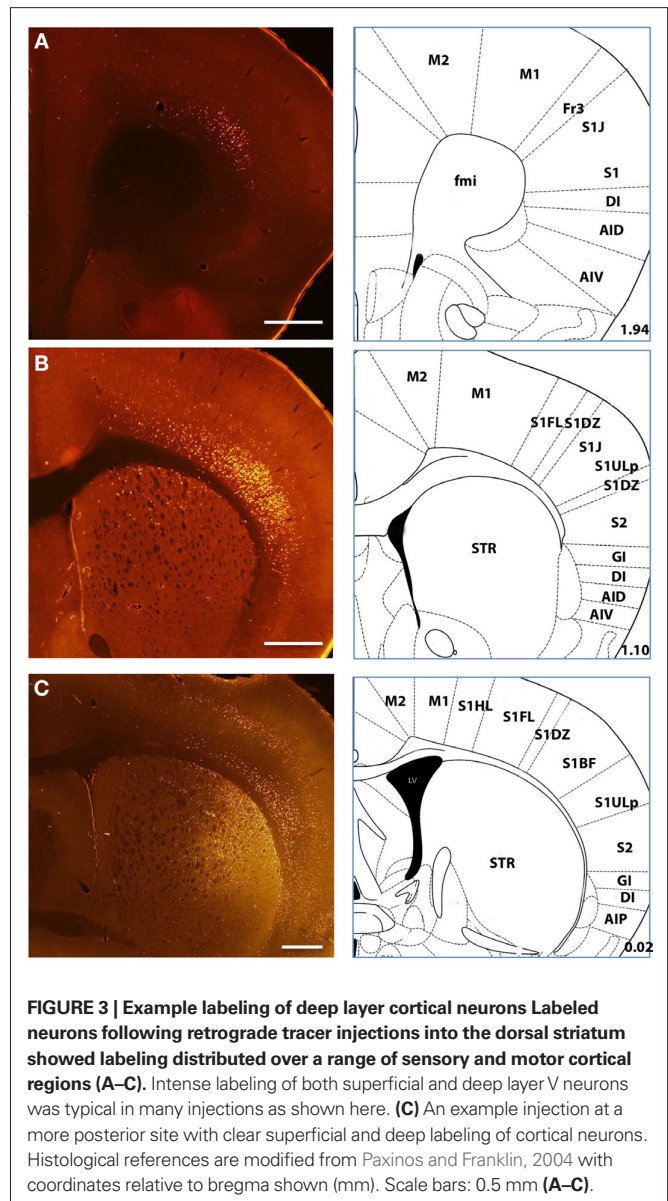 A
M2
M1
Fr3
S1J
S1
fmi
DI
AID
AIV
1.94
B
M2
M1
S1FL
S1DZ
S1J
S1ULp
S1DZ
S2
STR
GI
DI
AID
AIV
1.10
C
M2
M1
S1HL
S1FL
S1DZ
S1BF
LV
S1ULp
S2
STR
GI
DI
AIP
0.02
FIGURE 3 | Example labeling of deep layer cortical neurons Labeled
neurons following retrograde tracer injections into the dorsal striatum
showed labeling distributed over a range of sensory and motor cortical
regions (A–C). Intense labeling of both superficial and deep layer V neurons
was typical in many injections as shown here. (C) An example injection at a
more posterior site with clear superficial and deep labeling of cortical neurons.
Histological references are modified from Paxinos and Franklin, 2004 with
coordinates relative to bregma shown (mm). Scale bars: 0.5 mm (A–C).